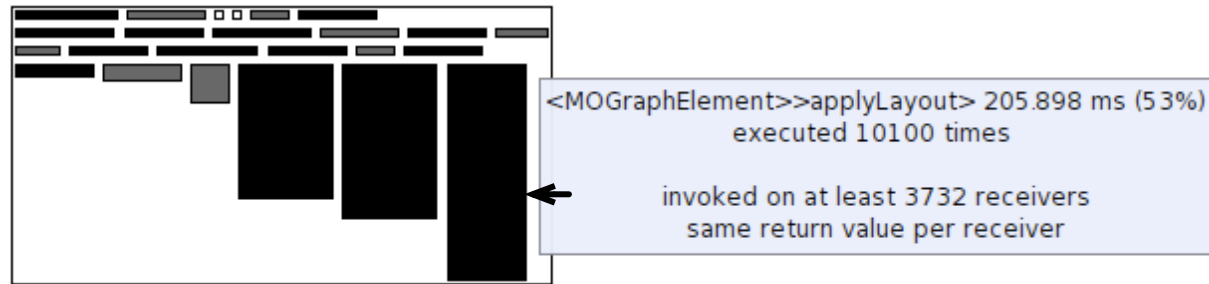 <MOGraphElement>>applyLayout> 205.898 ms (53%)
executed 10100 times
invoked on at least 3732 receivers
same return value per receiver